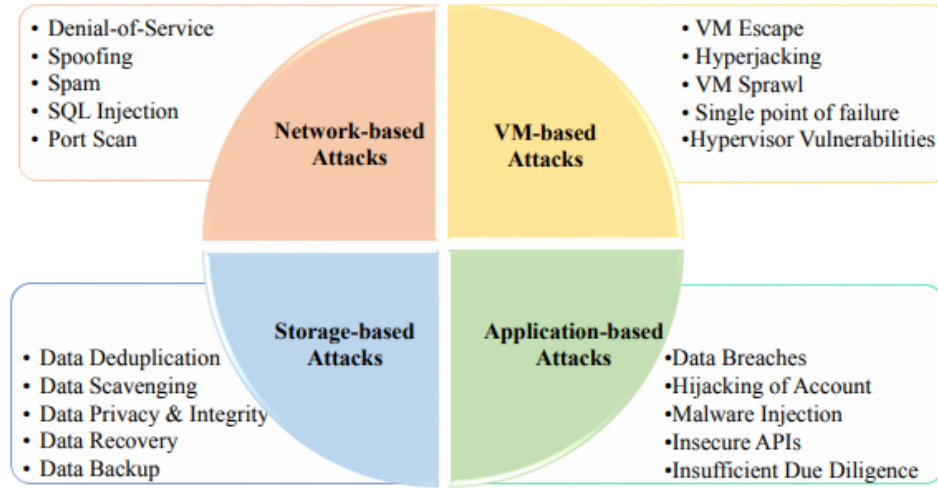 • Denial-of-Service
• Spoofing
• Spam
• SQL Injection
• Port Scan
Network-based
Attacks
VM-based
Attacks
• VM Escape
• Hyperjacking
• VM Sprawl
• Single point of failure
•Hypervisor Vulnerabilities
Storage-based
Attacks
• Data Deduplication
• Data Scavenging
• Data Privacy & Integrity
• Data Recovery
• Data Backup
Application-based
Attacks
•Data Breaches
•Hijacking of Account
•Malware Injection
•Insecure APIs
•Insufficient Due Diligence